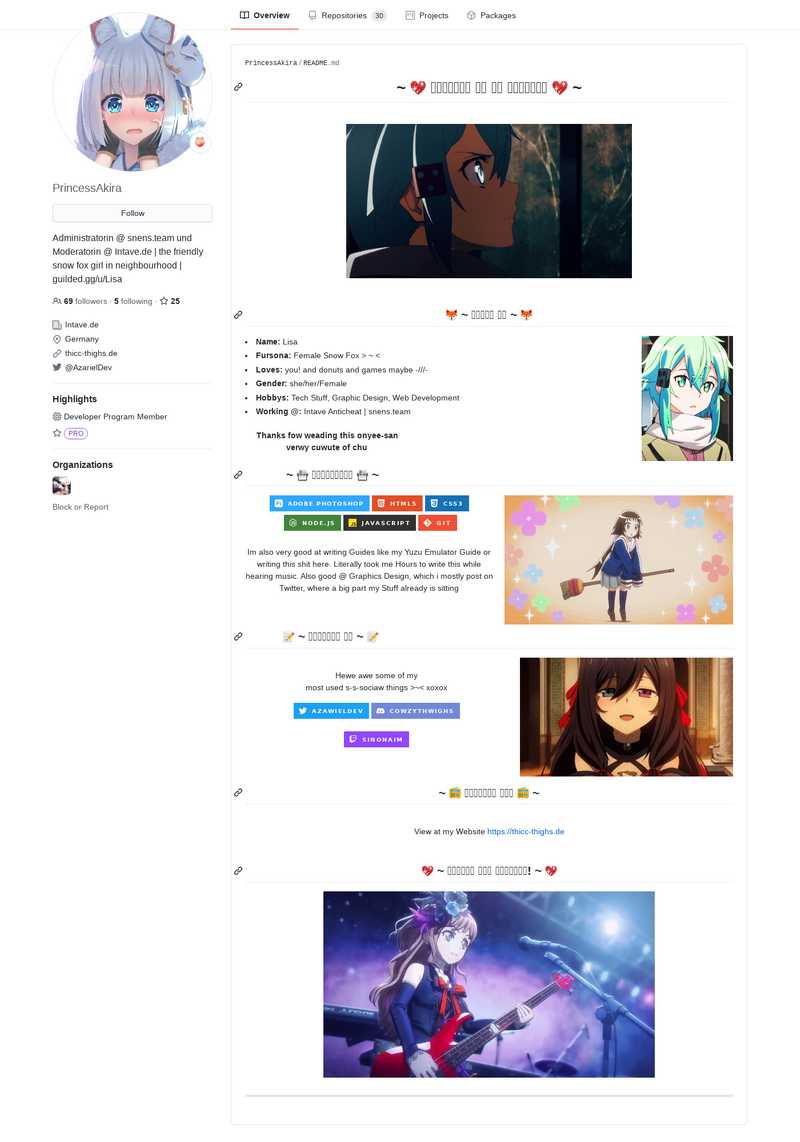 Overview
Repositories 30
Projects
Packages
PrincessAkira
Follow
Administratorin @ snens.team und
Moderatorin @ Intave.de | the friendly
snow fox girl in neighbourhood |
guilded.gg/u/Lisa
69 followers · 5 following · 25
Intave.de
Germany
thicc-thighs.de
@AzarielDev
Highlights
Developer Program Member
PRO
Organizations
Block or Report
PrincessAkira / README.md
~ 💖 💖 ~
🦊 ~ ~ 🦊
• Name: Lisa
• Fursona: Female Snow Fox > ~ <
• Loves: you! and donuts and games maybe -///-
• Gender: she/her/Female
• Hobbys: Tech Stuff, Graphic Design, Web Development
• Working @: Intave Anticheat | snens.team
Thanks fow weading this onyee-san
verwy cuwute of chu
~ ~
ADOBE PHOTOSHOP
HTML5
CSS3
NODE.JS
JAVASCRIPT
GIT
Im also very good at writing Guides like my Yuzu Emulator Guide or
writing this shit here. Literally took me Hours to write this while
hearing music. Also good @ Graphics Design, which i mostly post on
Twitter, where a big part my Stuff already is sitting
📝 ~ ~ 📝
Hewe awe some of my
most used s-s-sociaw things >~< xoxox
AZAWIELDEV
COWZYTHWIGHS
SINONAIM
~ 📻 📻 ~
View at my Website https://thicc-thighs.de
💖 ~ ! ~ 💖